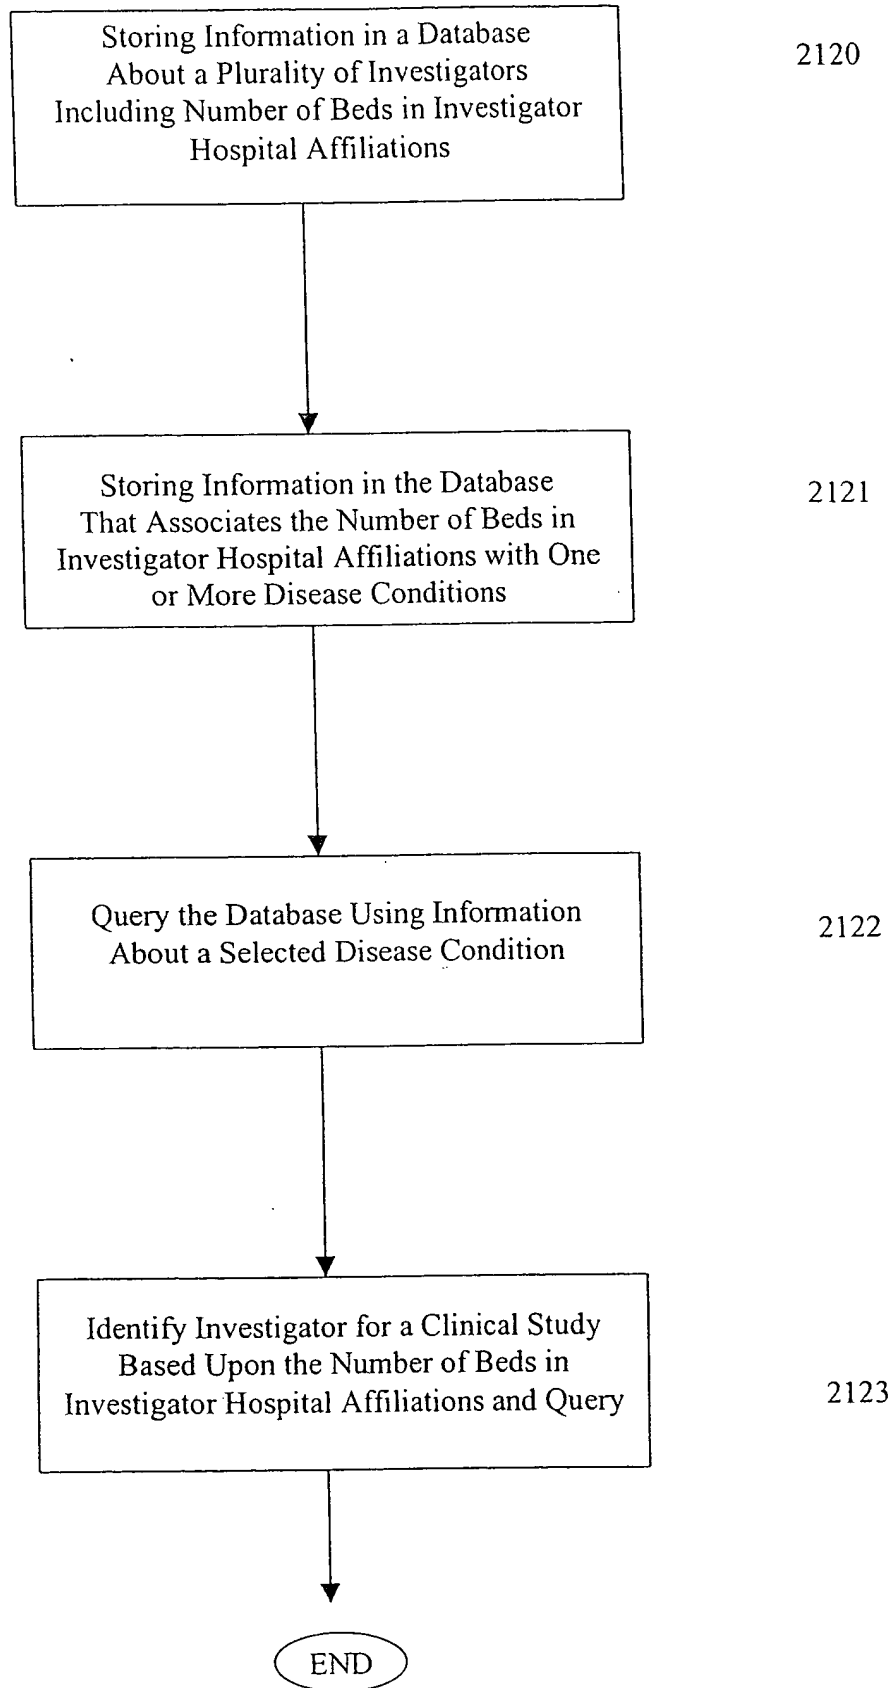 Storing Information in a Database
About a Plurality of Investigators
Including Number of Beds in Investigator
Hospital Affiliations
2120
Storing Information in the Database
That Associates the Number of Beds in
Investigator Hospital Affiliations with One
or More Disease Conditions
2121
Query the Database Using Information
About a Selected Disease Condition
2122
Identify Investigator for a Clinical Study
Based Upon the Number of Beds in
Investigator Hospital Affiliations and Query
2123
END